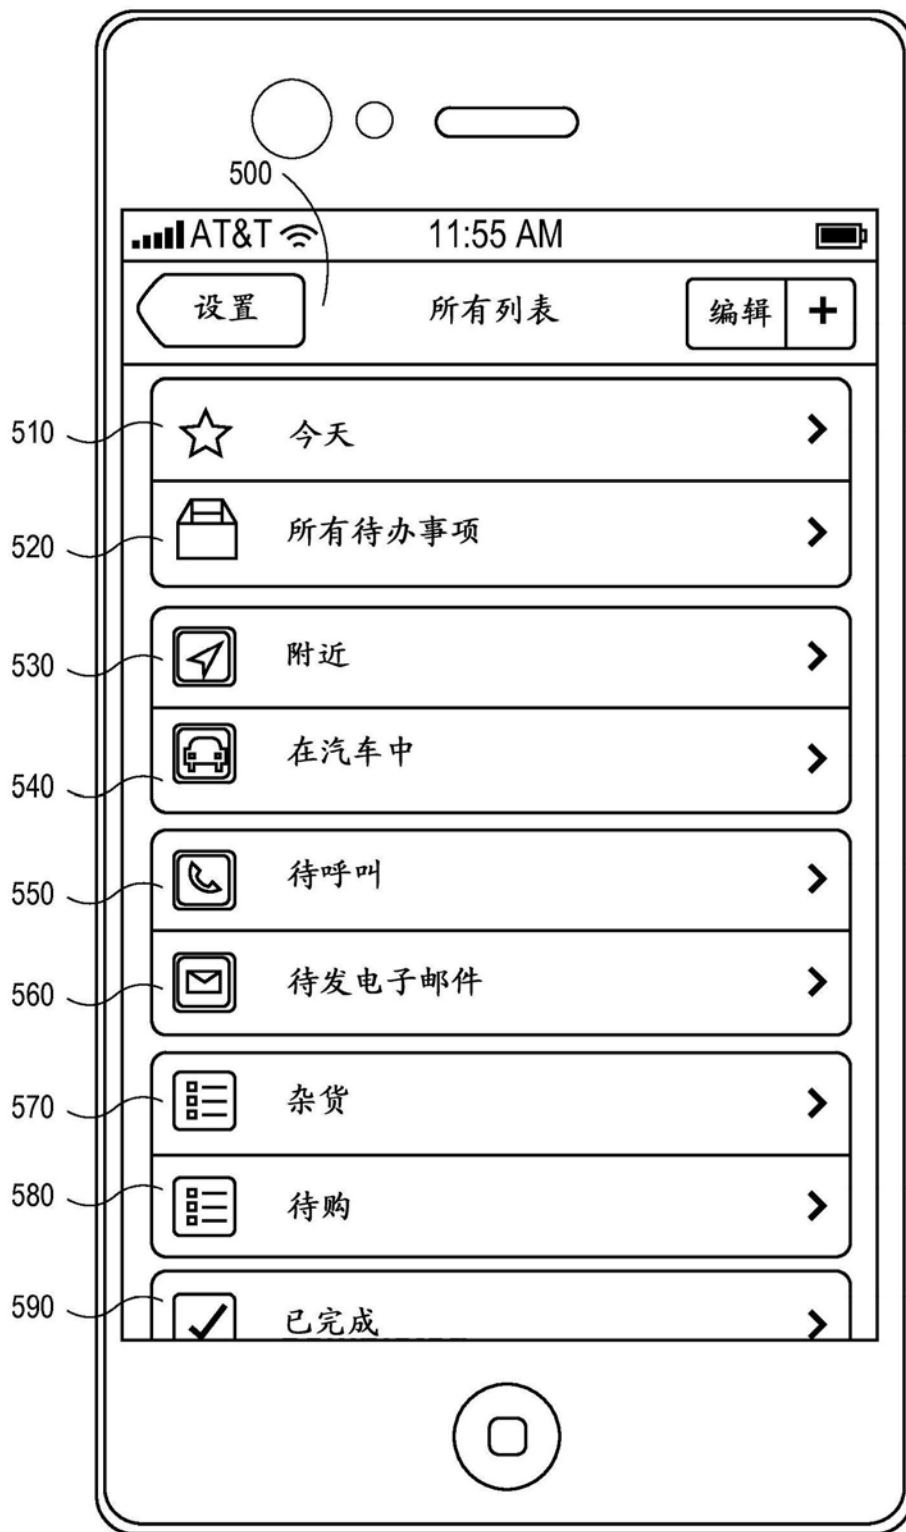 500
AT&T 11:55 AM
设置 所有列表 编辑 +
510 今天
520 所有待办事项
530 附近
540 在汽车中
550 待呼叫
560 待发电子邮件
570 杂货
580 待购
590 已完成